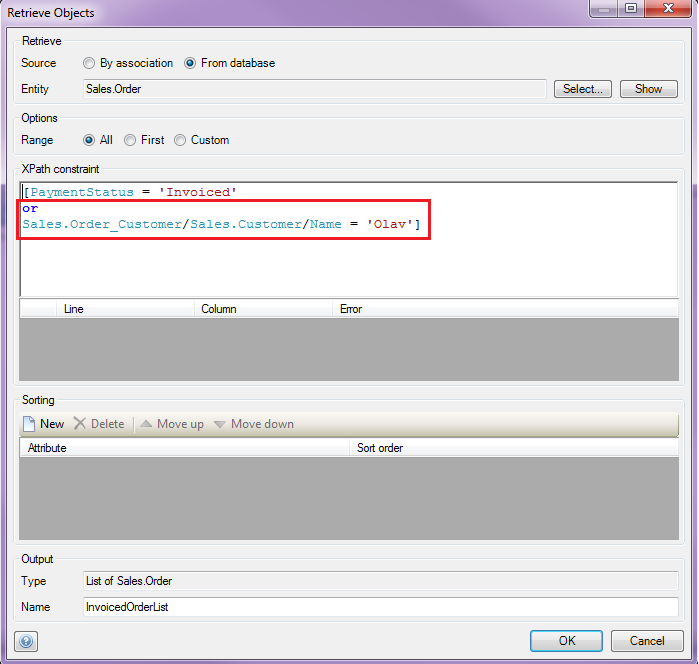 Retrieve Objects
Retrieve
Source By association From database
Entity Sales.Order Select... Show
Options
Range All First Custom
XPath constraint
[PaymentStatus = 'Invoiced'
or
Sales.Order_Customer/Sales.Customer/Name = 'Olav']
Line Column Error
Sorting
New Delete Move up Move down
Attribute Sort order
Output
Type List of Sales.Order
Name InvoicedOrderList
OK Cancel